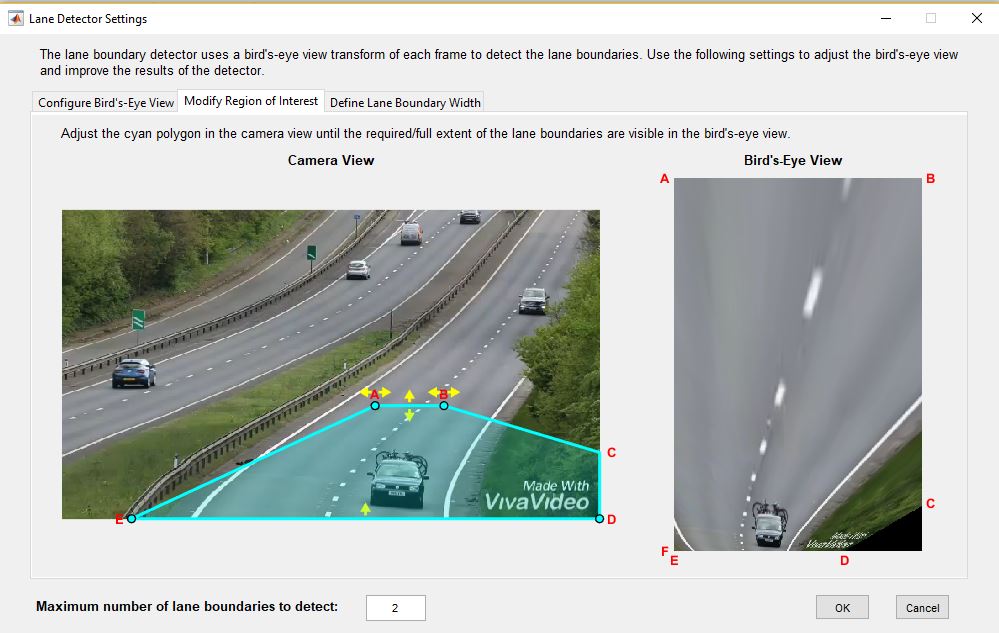 Lane Detector Settings
The lane boundary detector uses a bird's-eye view transform of each frame to detect the lane boundaries. Use the following settings to adjust the bird's-eye view
and improve the results of the detector.
Configure Bird's-Eye View Modify Region of Interest Define Lane Boundary Width
Adjust the cyan polygon in the camera view until the required/full extent of the lane boundaries are visible in the bird's-eye view.
Camera View
Bird's-Eye View
A B
A B
C
Made With
VivaVideo
E D
C
F
E D
Maximum number of lane boundaries to detect: 2
OK Cancel